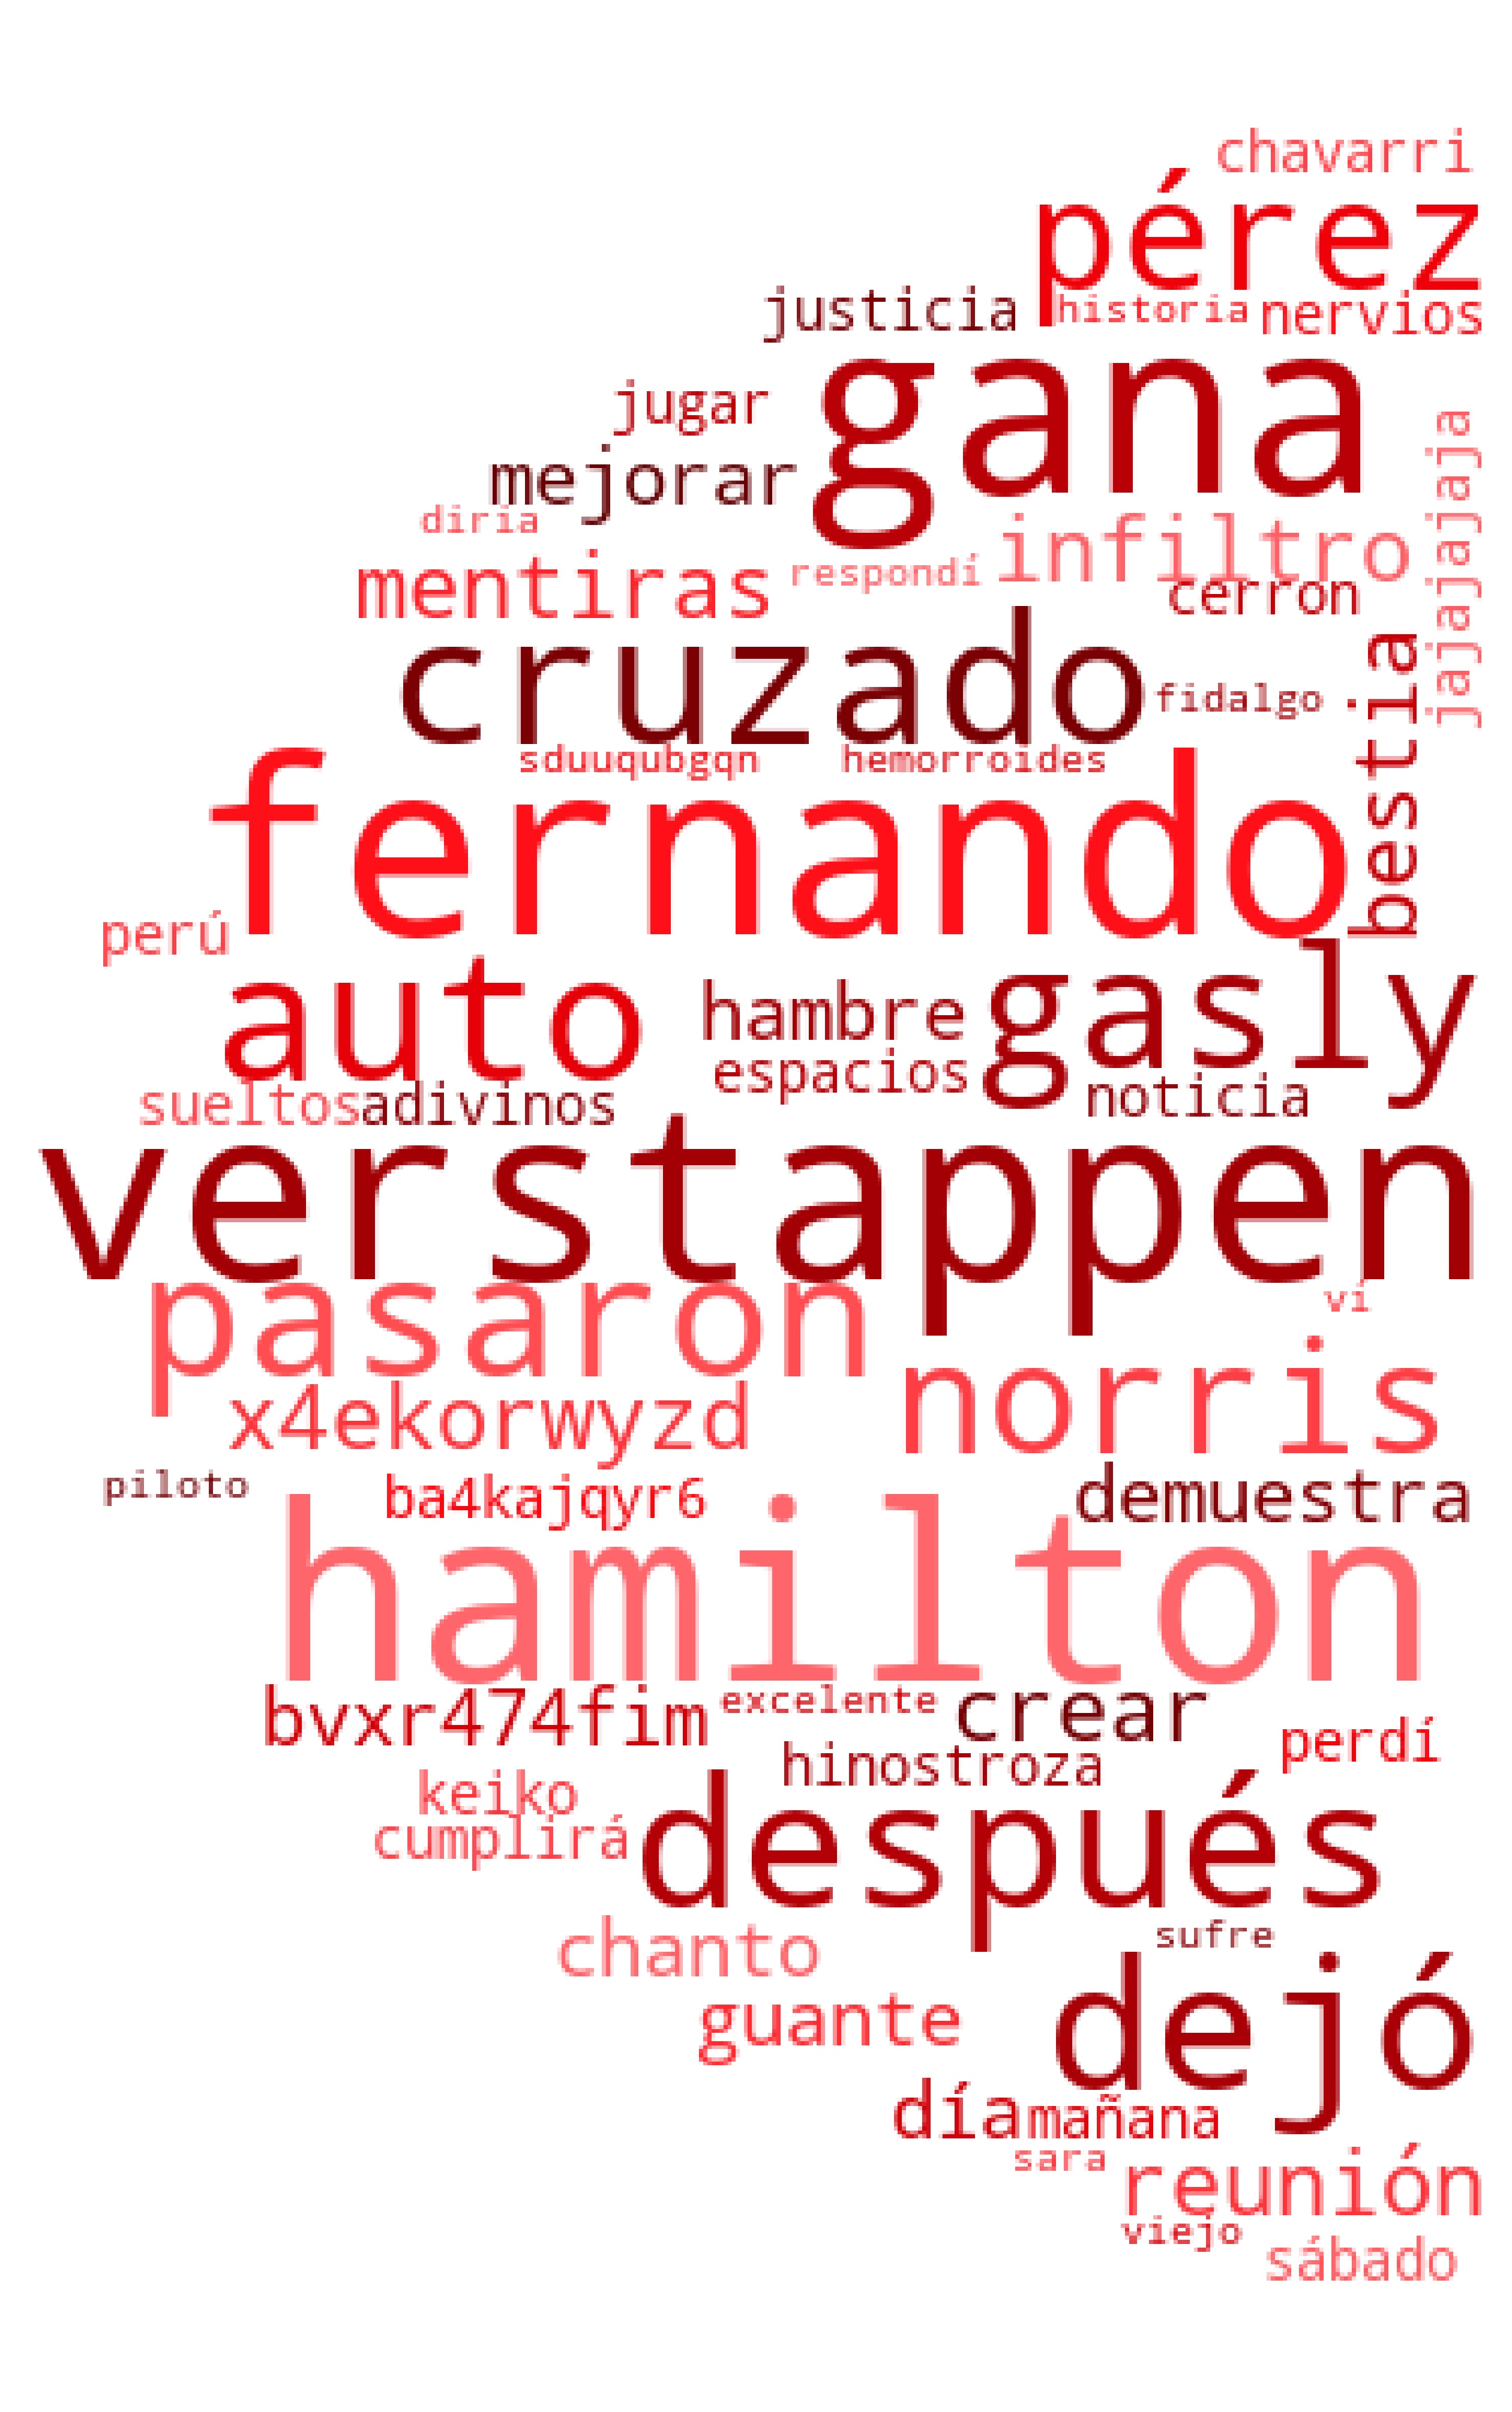 chavarri
pérez
justicia
historia
nervios
gana
jugar
mejorar
diria
jajajajajaja
infiltro
mentiras
respondí
cerron
cruzado
bestia
fidalgo
sduuqubgqn
hemorroides
fernando
perú
auto
hambre
gasly
espacios
noticia
sueltos
adivinos
verstappen
pasaron
ví
norris
x4ekorwyzd
piloto
ba4kajqyr6
demuestra
hamilton
bvxr474fim
excelente
crear
perdí
hinostroza
keiko
cumplirá
después
chanto
sufre
guante
dejó
día
mañana
sara
reunión
viejo
sábado